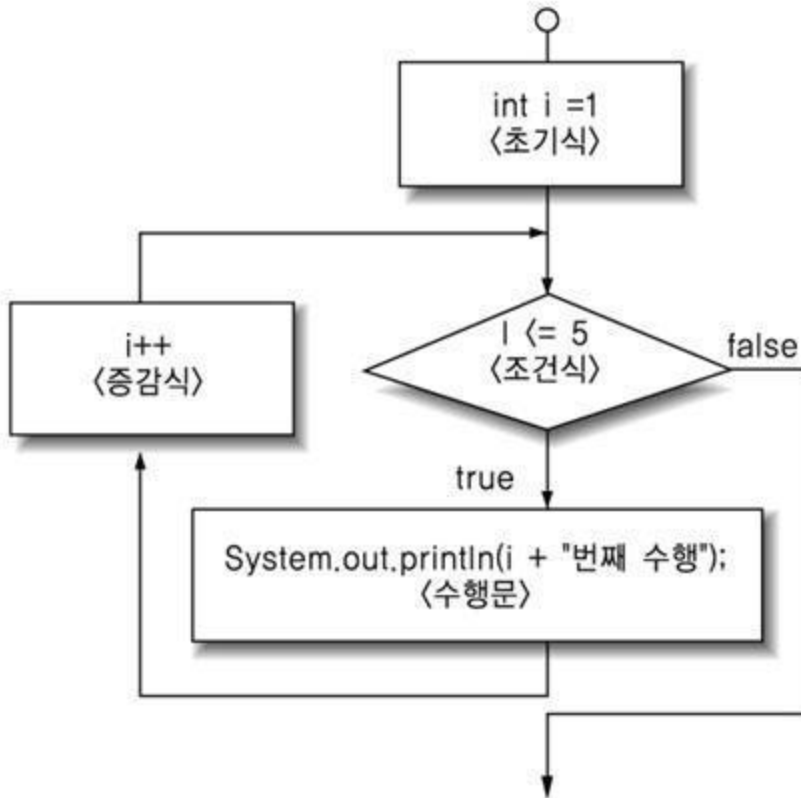 int i =1
<초기식>
i++
<증감식>
I <= 5
<조건식>
false
true
System.out.println(i + "번째 수행");
<수행문>